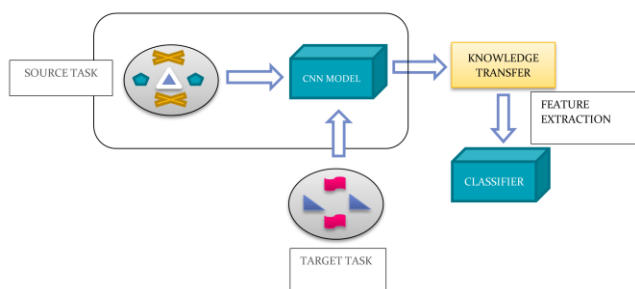 SOURCE TASK
CNN MODEL
KNOWLEDGE
TRANSFER
FEATURE
EXTRACTION
CLASSIFIER
TARGET TASK